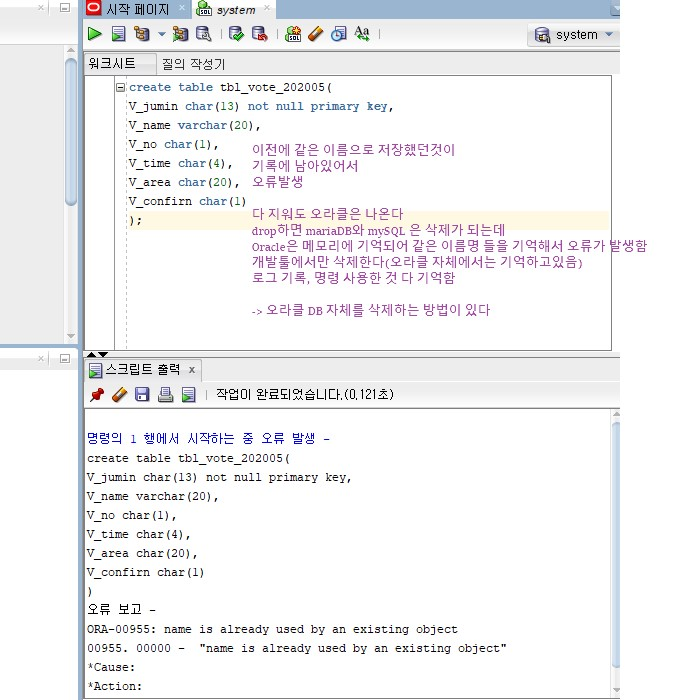 시작 페이지
system
system
워크시트 질의 작성기
create table tbl_vote_202005(
V_jumin char(13) not null primary key,
V_name varchar(20),
V_no char(1),
V_time char(4),
V_area char(20),
V_confirn char(1)
);
이전에 같은 이름으로 저장했던것이
기록에 남아있어서
오류발생
다 지워도 오라클은 나온다
drop하면 mariaDB와 mySQL 은 삭제가 되는데
Oracle은 메모리에 기억되어 같은 이름명 들을 기억해서 오류가 발생함
개발툴에서만 삭제한다(오라클 자체에서는 기억하고있음)
로그 기록, 명령 사용한 것 다 기억함
-> 오라클 DB 자체를 삭제하는 방법이 있다
스크립트 출력
작업이 완료되었습니다.(0.121초)
명령의 1 행에서 시작하는 중 오류 발생 -
create table tbl_vote_202005(
V_jumin char(13) not null primary key,
V_name varchar(20),
V_no char(1),
V_time char(4),
V_area char(20),
V_confirn char(1)
)
오류 보고 -
ORA-00955: name is already used by an existing object
00955. 00000 -  "name is already used by an existing object"
*Cause:
*Action: